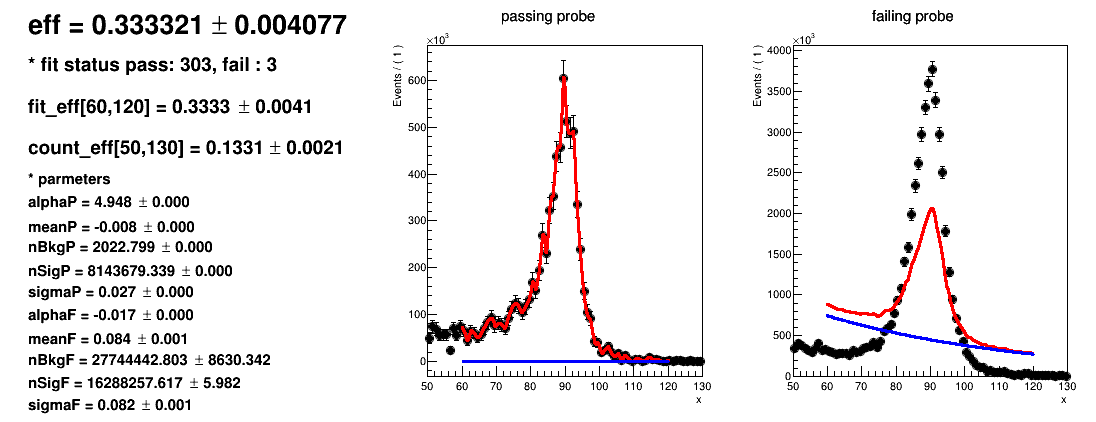 eff = 0.333321 ± 0.004077
* fit status pass: 303, fail : 3
fit_eff[60,120] = 0.3333 ± 0.0041
count_eff[50,130] = 0.1331 ± 0.0021
* parmeters
alphaP = 4.948 ± 0.000
meanP = -0.008 ± 0.000
nBkgP = 2022.799 ± 0.000
nSigP = 8143679.339 ± 0.000
sigmaP = 0.027 ± 0.000
alphaF = -0.017 ± 0.000
meanF = 0.084 ± 0.001
nBkgF = 27744442.803 ± 8630.342
nSigF = 16288257.617 ± 5.982
sigmaF = 0.082 ± 0.001
passing probe
×10³
Events / ( 1 )
600
500
400
300
200
100
0
50 60 70 80 90 100 110 120 130
x
failing probe
×10³
Events / ( 1 )
4000
3500
3000
2500
2000
1500
1000
500
0
50 60 70 80 90 100 110 120 130
x